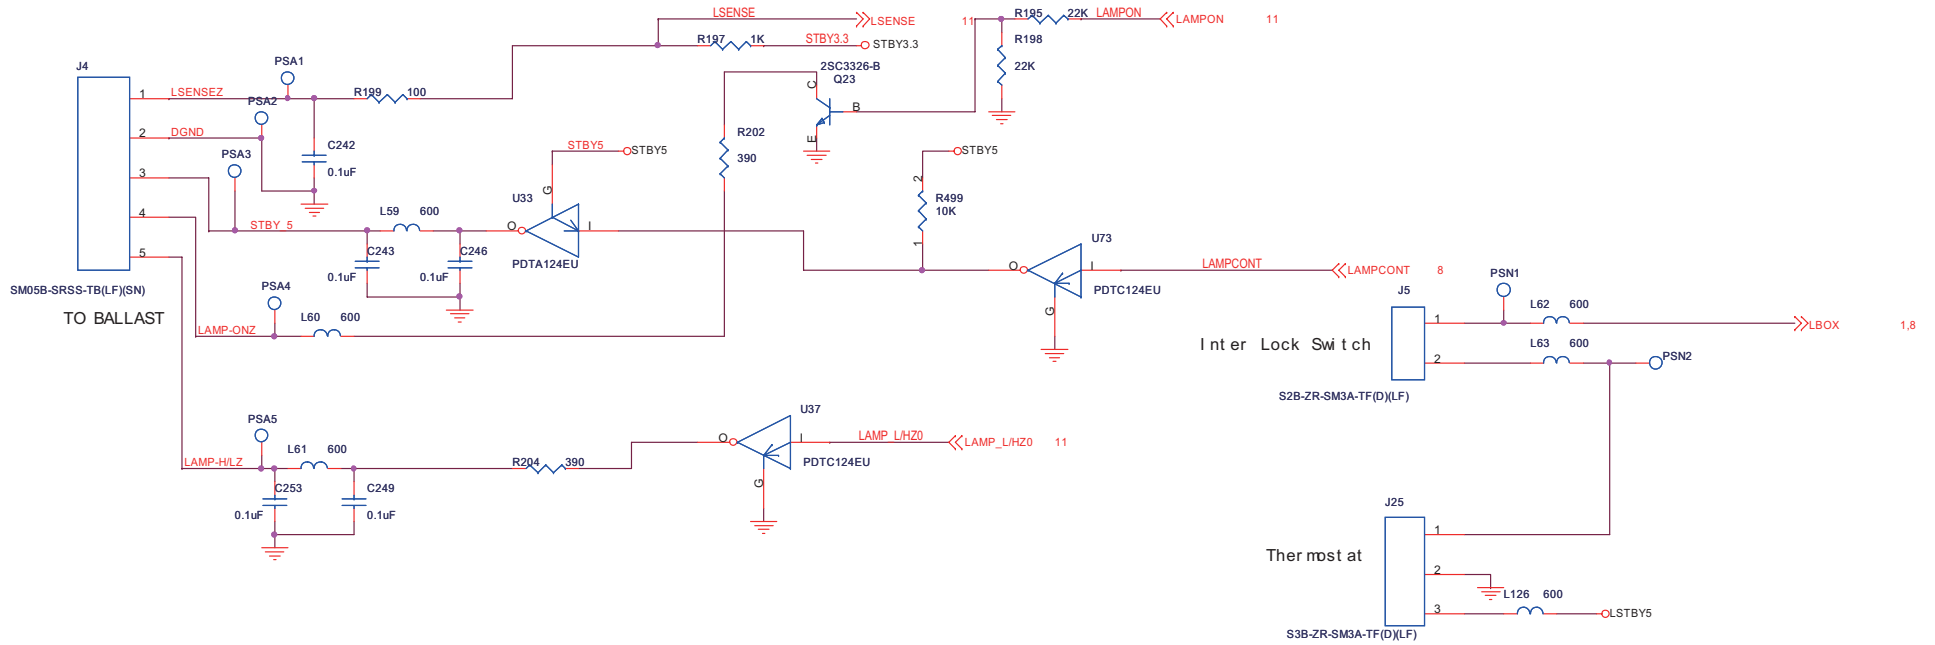 LSENSE
LSENSE 11
R195 22K LAMPON
LAMPON 11
R197 1K STBY3.3
STBY3.3
R198
22K
J4
PSA1
2SC3326-B
Q23
C
B
E
1 LSENSEZ
R199 100
PSA2
2 DGND
C242
0.1uF
R202
390
PSA3
STBY5
STBY5
STBY5
3
G
U33
2
R499
10K
1
4
L59 600
STBY_5
O
I
C243
0.1uF
C246
0.1uF
PDTA124EU
U73
5
O
I
LAMPCONT
LAMPCONT 8
PDTC124EU
G
SM05B-SRSS-TB(LF)(SN)
TO BALLAST
PSA4
LAMP-ONZ
L60 600
PSN1
J5
L62 600
1
LBOX 1,8
Inter Lock Switch
L63 600
2
PSN2
S2B-ZR-SM3A-TF(D)(LF)
U37
PSA5
L61 600
O
I
LAMP_L/HZ0
LAMP_L/HZ0 11
LAMP-H/LZ
R204 390
PDTC124EU
G
C253
0.1uF
C249
0.1uF
J25
1
Thermostat
2
L126 600
3
LSTBY5
S3B-ZR-SM3A-TF(D)(LF)